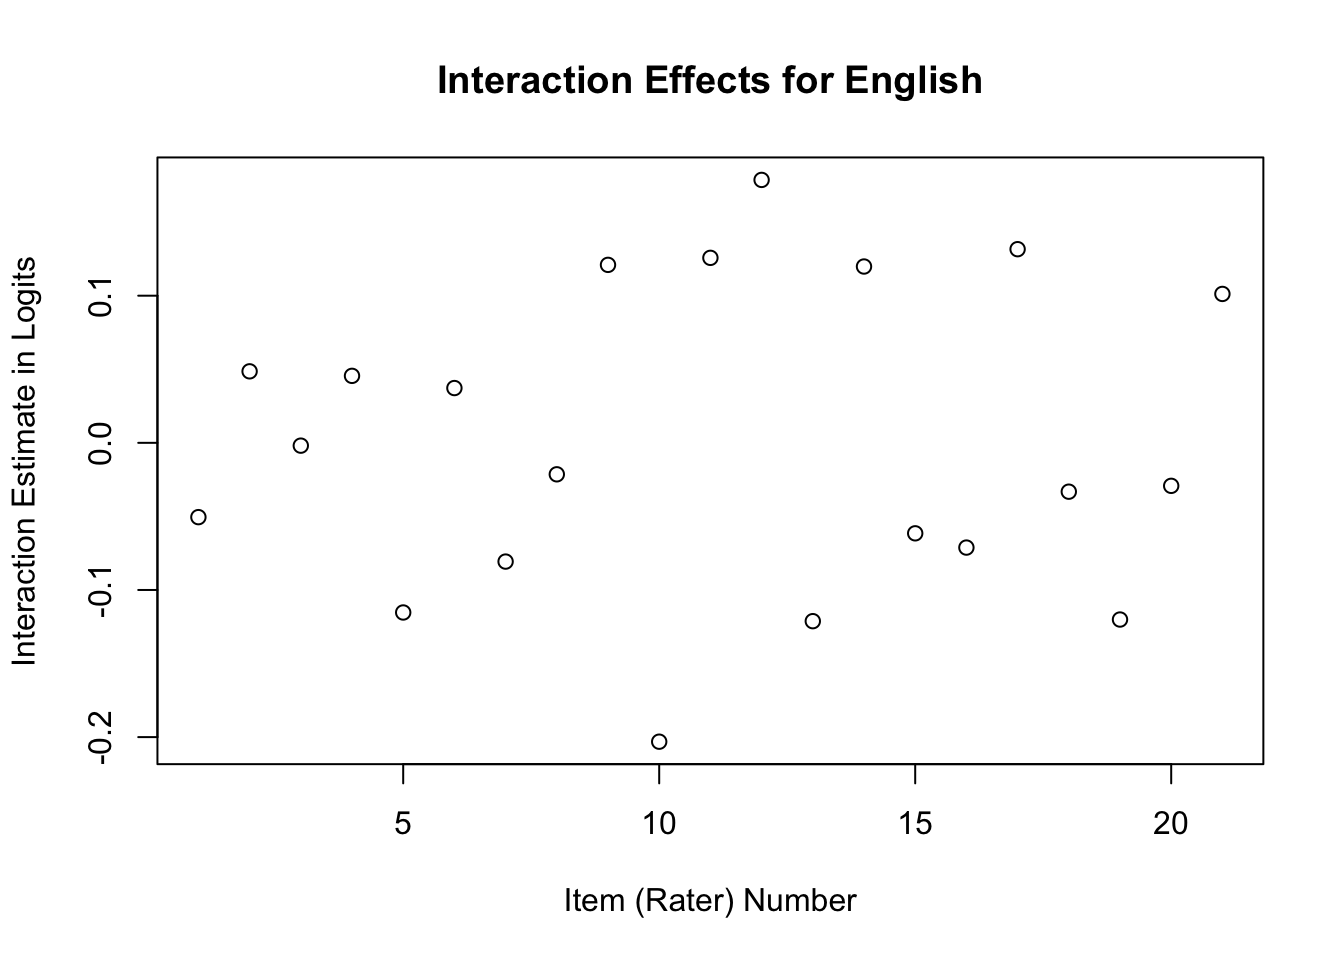 Interaction Effects for English
Interaction Estimate in Logits
0.1
0.0
-0.1
-0.2
5 10 15 20
Item (Rater) Number